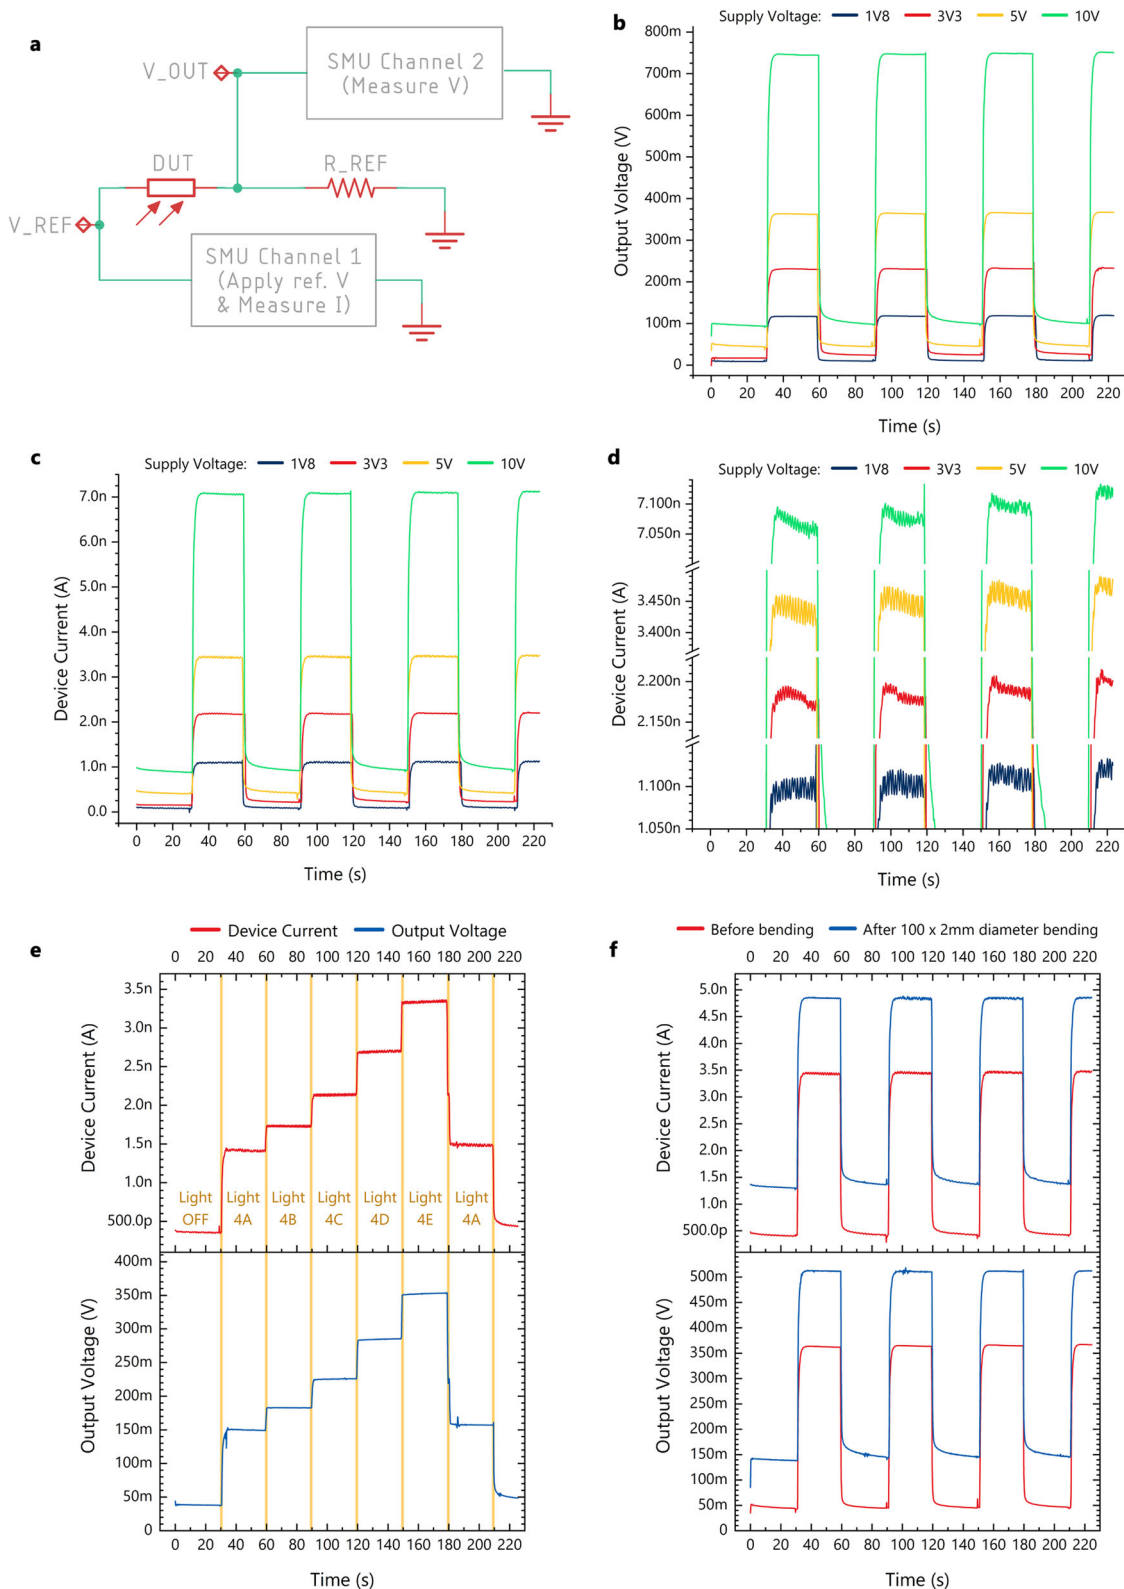 a
V_OUT
SMU Channel 2
(Measure V)
DUT
R_REF
V_REF
SMU Channel 1
(Apply ref. V
& Measure I)
b
Supply Voltage: 1V8 3V3 5V 10V
Output Voltage (V)
800m
700m
600m
500m
400m
300m
200m
100m
0
0 20 40 60 80 100 120 140 160 180 200 220
Time (s)
c
Supply Voltage: 1V8 3V3 5V 10V
Device Current (A)
7.0n
6.0n
5.0n
4.0n
3.0n
2.0n
1.0n
0.0
0 20 40 60 80 100 120 140 160 180 200 220
Time (s)
d
Supply Voltage: 1V8 3V3 5V 10V
Device Current (A)
7.100n
7.050n
3.450n
3.400n
2.200n
2.150n
1.100n
1.050n
0 20 40 60 80 100 120 140 160 180 200 220
Time (s)
e
Device Current Output Voltage
0 20 40 60 80 100 120 140 160 180 200 220
Device Current (A)
3.5n
3.0n
2.5n
2.0n
1.5n
1.0n
500.0p
Light Light Light Light Light Light Light
OFF 4A 4B 4C 4D 4E 4A
Output Voltage (V)
400m
350m
300m
250m
200m
150m
100m
50m
0
0 20 40 60 80 100 120 140 160 180 200 220
Time (s)
f
Before bending After 100 x 2mm diameter bending
0 20 40 60 80 100 120 140 160 180 200 220
Device Current (A)
5.0n
4.5n
4.0n
3.5n
3.0n
2.5n
2.0n
1.5n
1.0n
500.0p
Output Voltage (V)
500m
450m
400m
350m
300m
250m
200m
150m
100m
50m
0
0 20 40 60 80 100 120 140 160 180 200 220
Time (s)